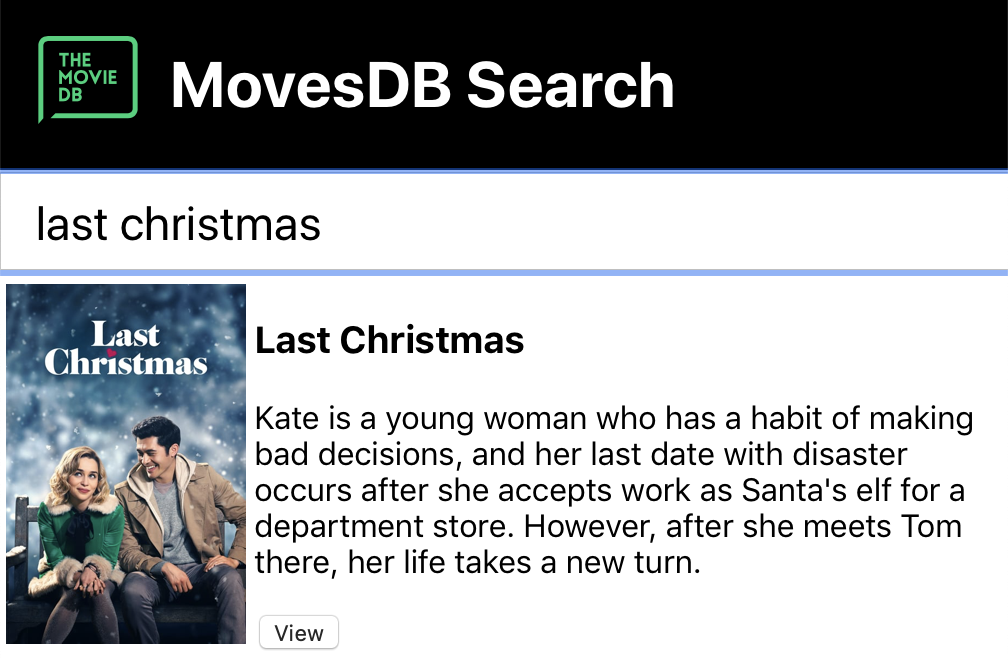 THE
MOVIE
DB
MovesDB Search
last christmas
Last
Christmas
Last Christmas
Kate is a young woman who has a habit of making
bad decisions, and her last date with disaster
occurs after she accepts work as Santa's elf for a
department store. However, after she meets Tom
there, her life takes a new turn.
View